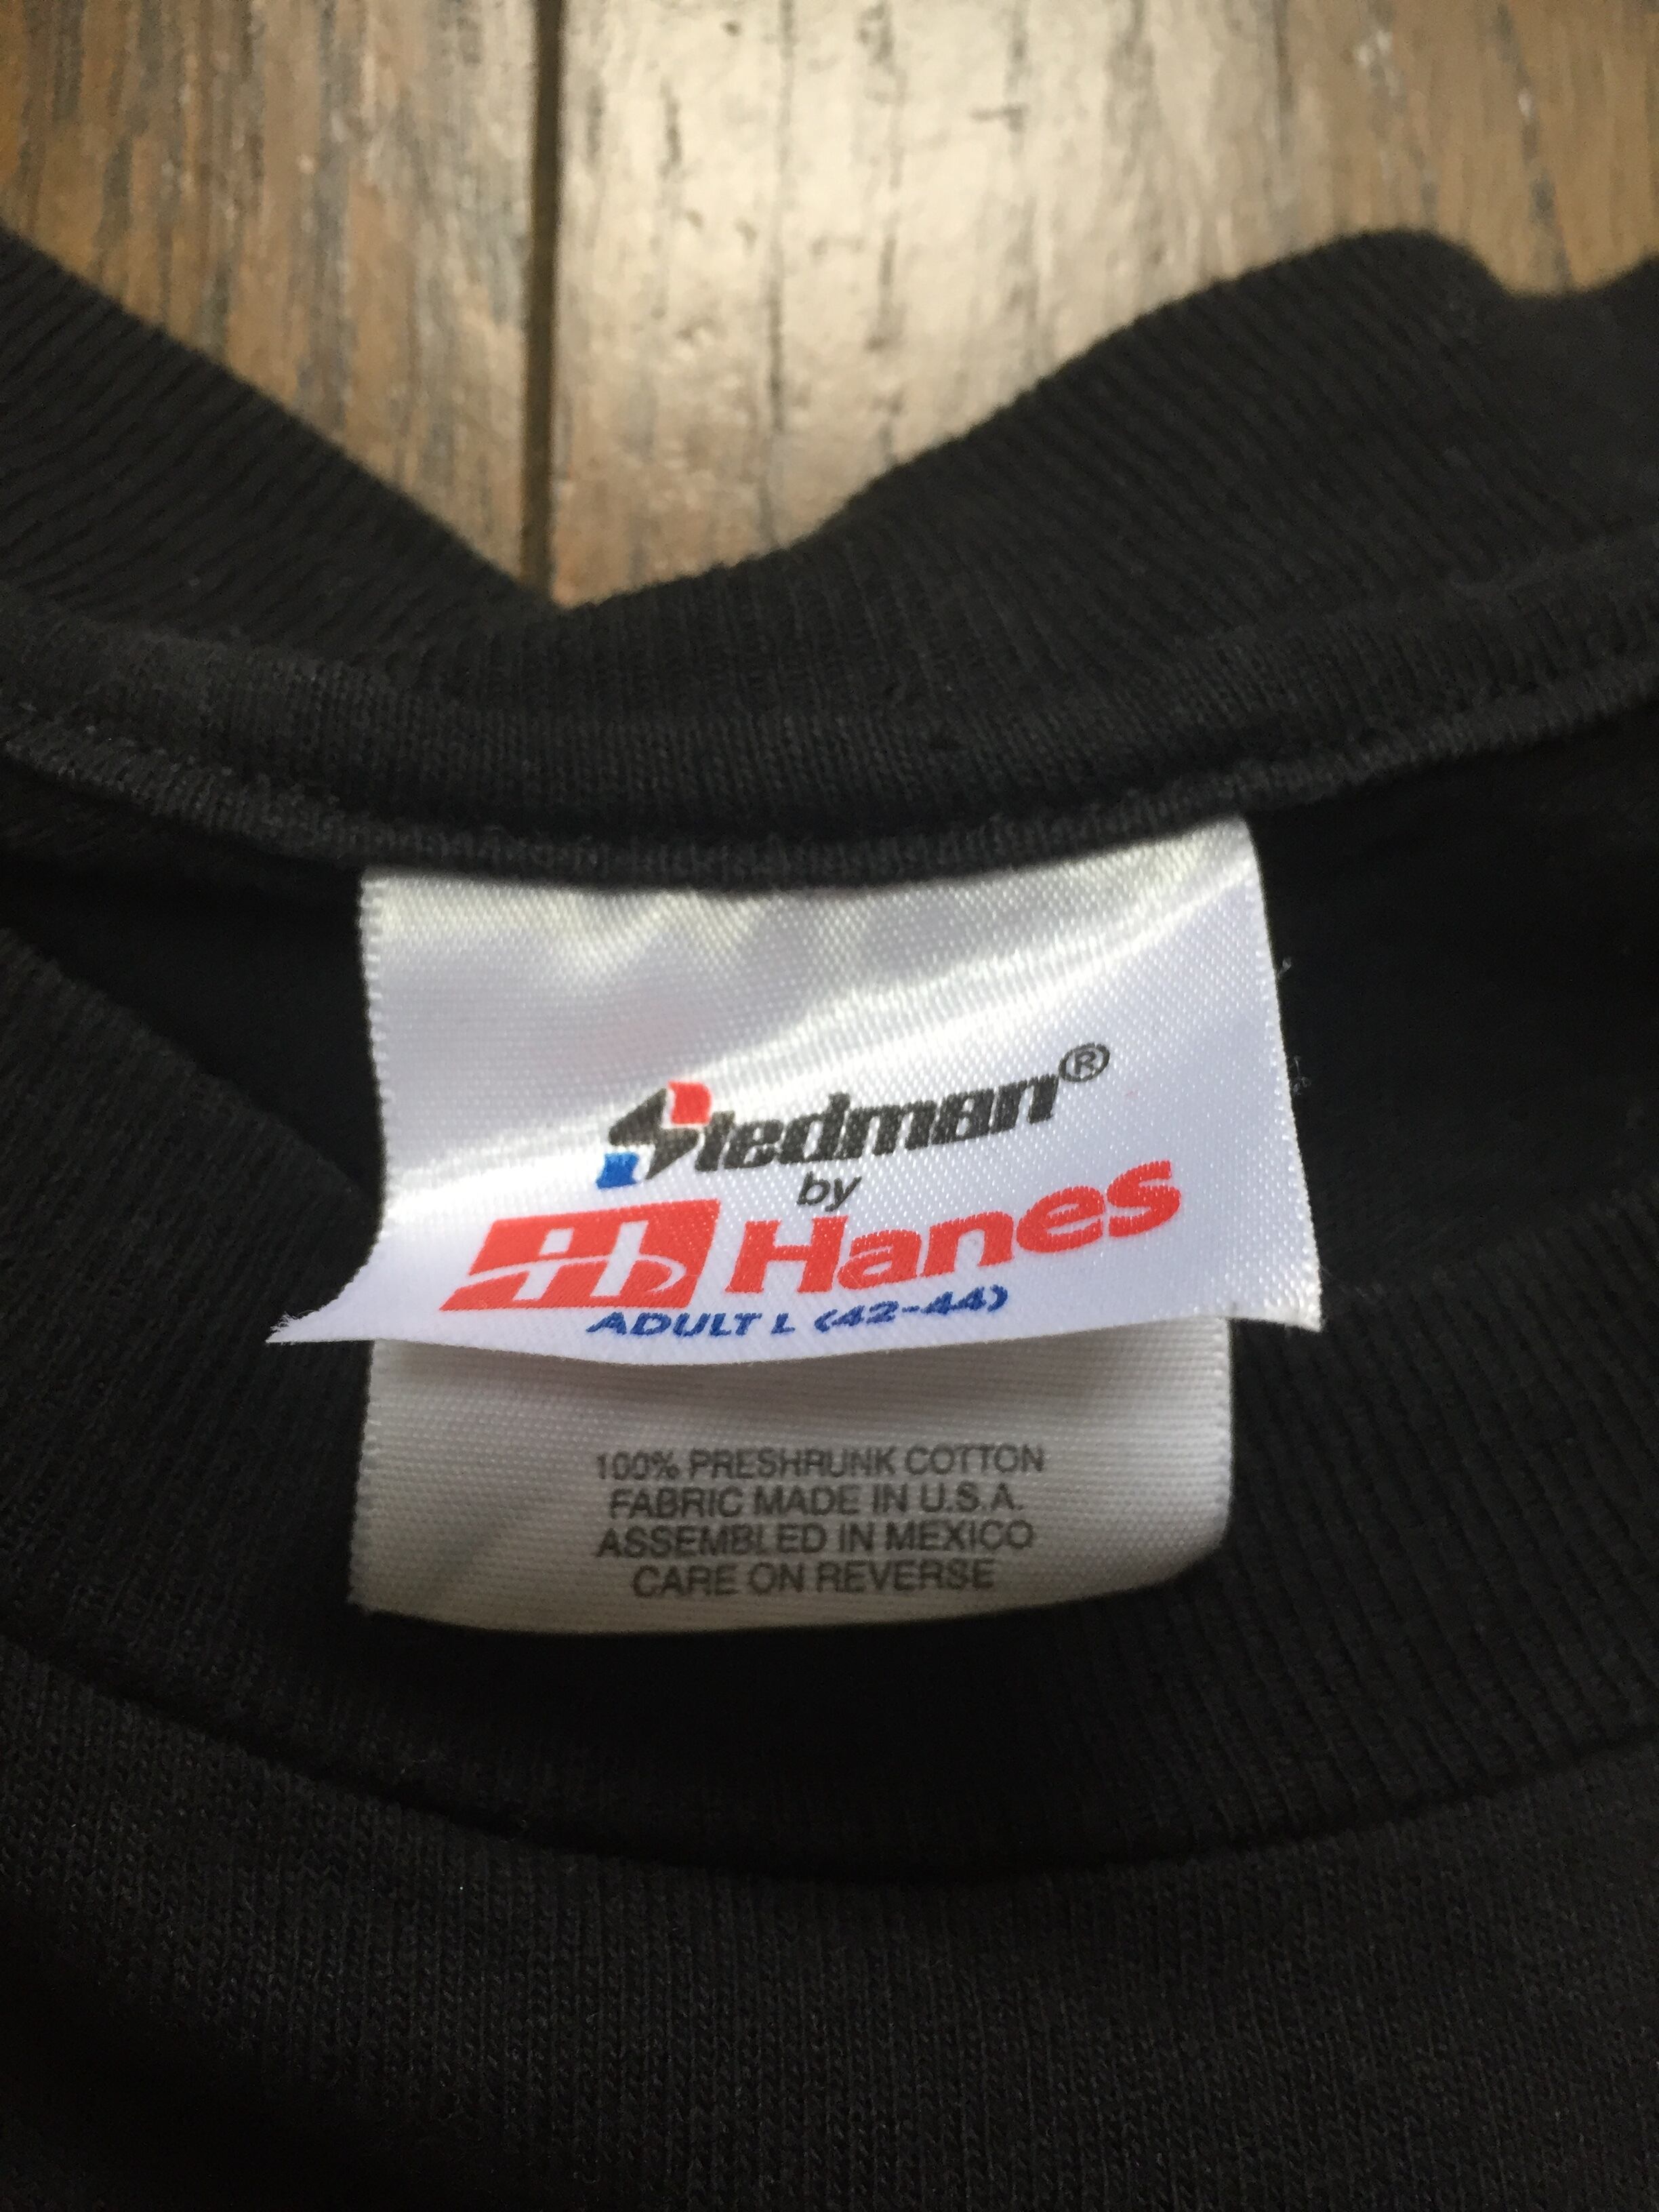 Stedman®
by
Hanes
ADULT L (42-44)
100% PRESHRUNK COTTON
FABRIC MADE IN U.S.A.
ASSEMBLED IN MEXICO
CARE ON REVERSE